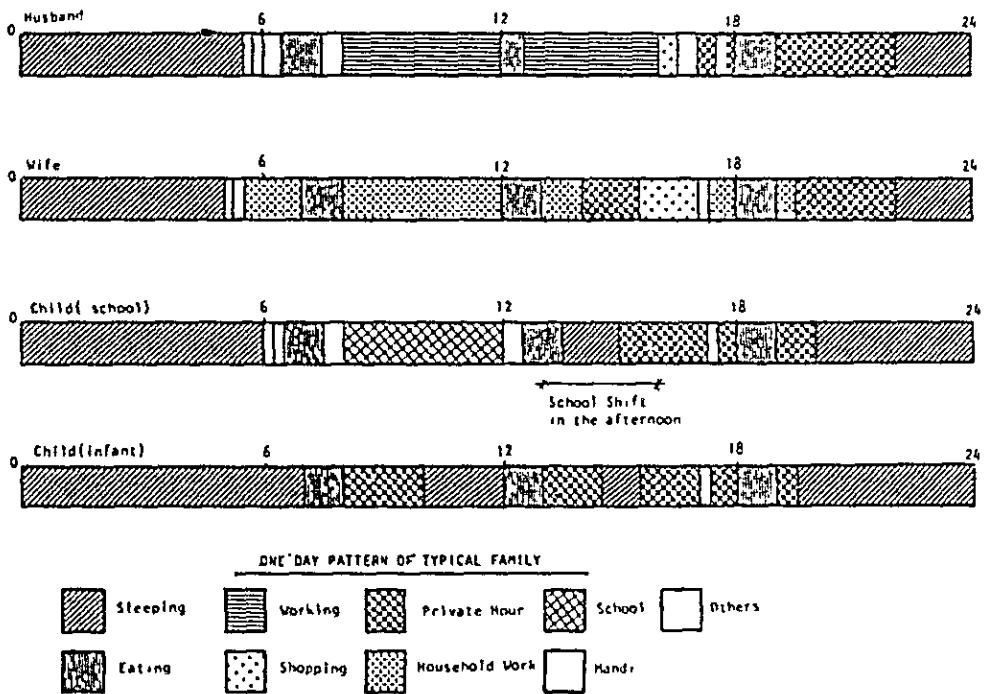 Husband
0 6 12 18 24
Wife
0 6 12 18 24
Child( school)
0 6 12 18 24
School Shift
in the afternoon
Child(infant)
0 6 12 18 24
ONE DAY PATTERN OF TYPICAL FAMILY
Sleeping Working Private Hour School Others
Eating Shopping Household Work Mandi